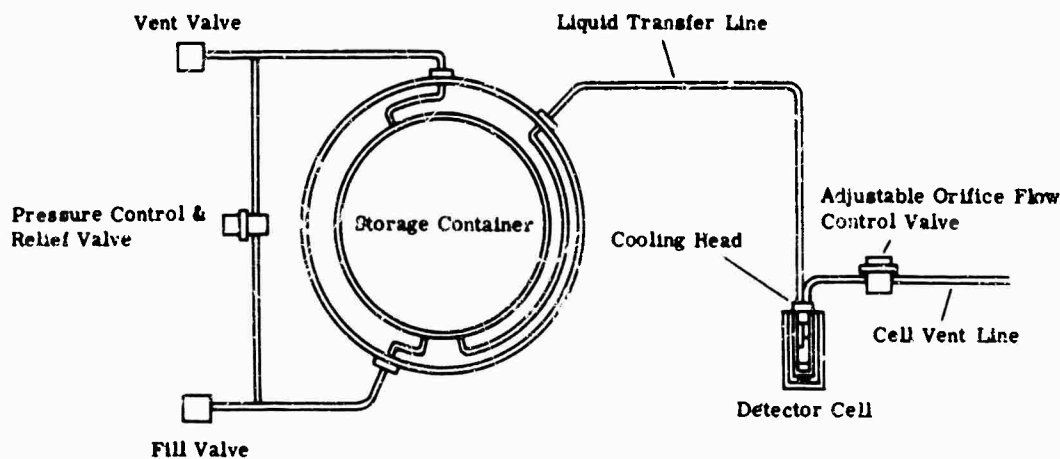 Vent Valve
Liquid Transfer Line
Pressure Control &
Relief Valve
Storage Container
Adjustable Orifice Flow
Control Valve
Cooling Head
Cell Vent Line
Detector Cell
Fill Valve